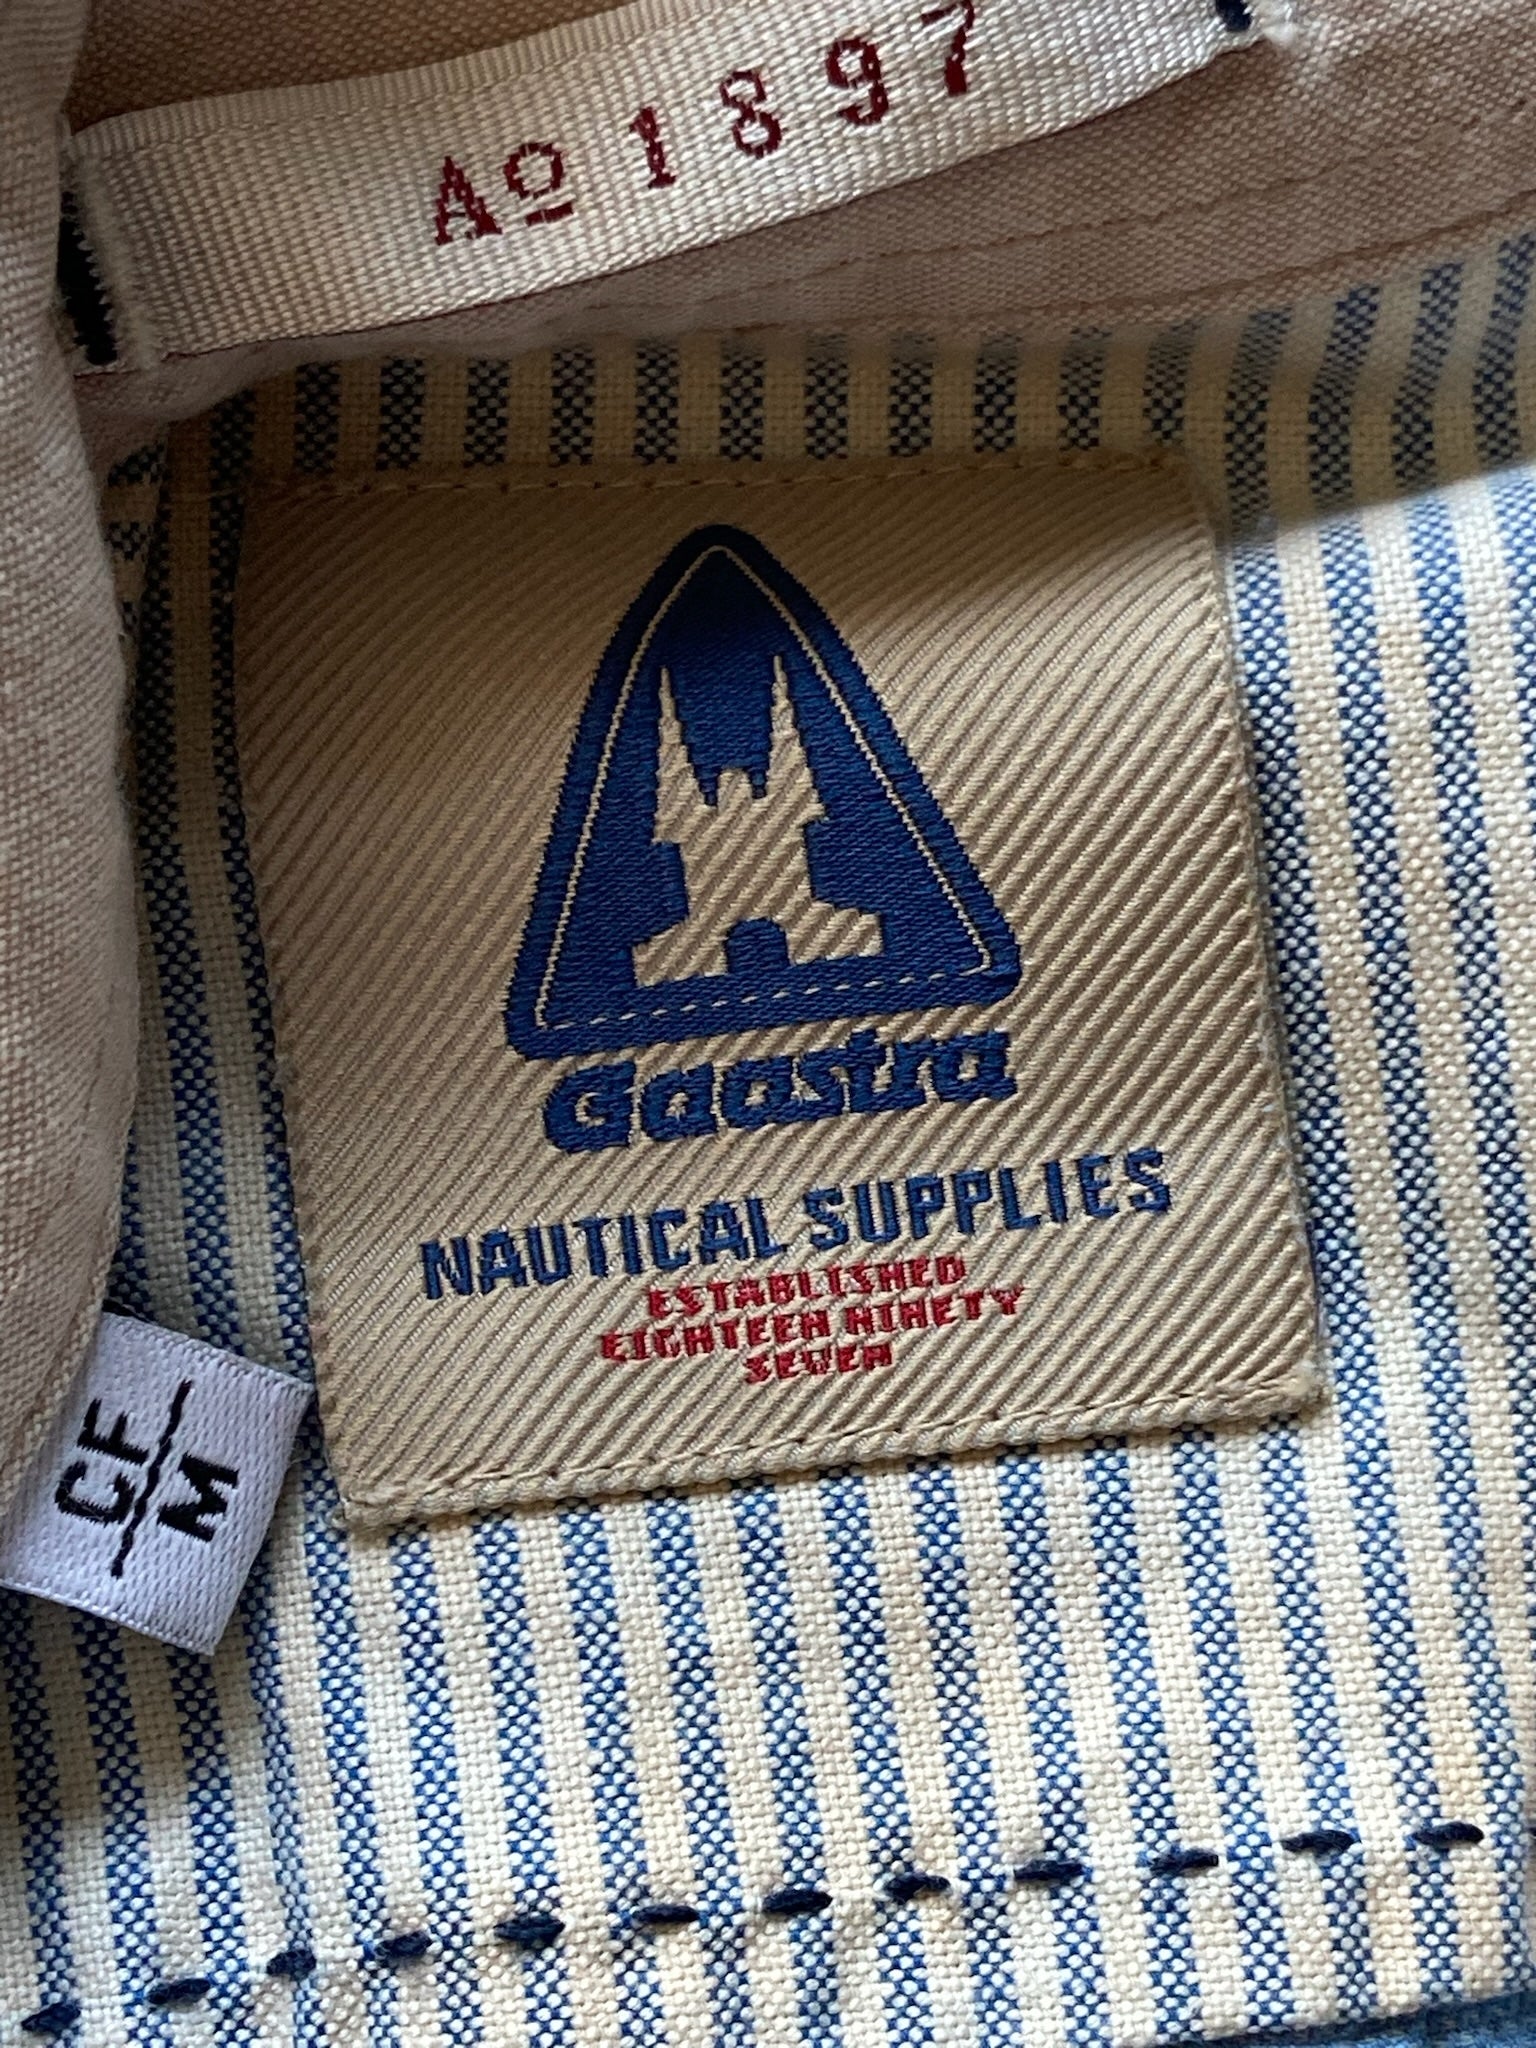 Aº 1897
Gaastra
NAUTICAL SUPPLIES
ESTABLISHED
EIGHTEEN NINETY
SEVEN
CF
M